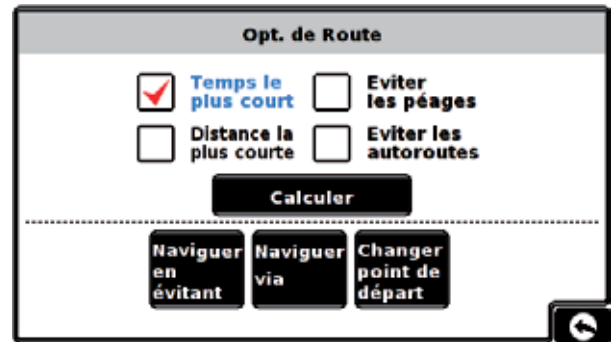 Opt. de Route
Temps le
plus court
Eviter
les péages
Distance la
plus courte
Eviter les
autoroutes
Calculer
Naviguer
en
évitant
Naviguer
via
Changer
point de
départ